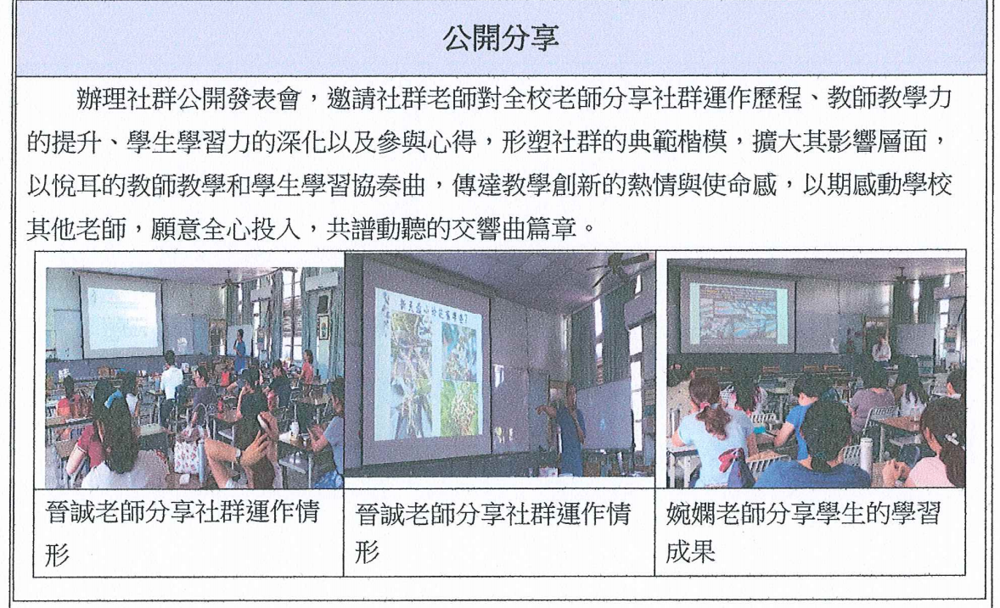 公開分享
辦理社群公開發表會，邀請社群老師對全校老師分享社群運作歷程、教師教學力
的提升、學生學習力的深化以及參與心得，形塑社群的典範楷模，擴大其影響層面，
以悅耳的教師教學和學生學習協奏曲，傳達教學創新的熱情與使命感，以期感動學校
其他老師，願意全心投入，共譜動聽的交響曲篇章。
晉誠老師分享社群運作情
形
晉誠老師分享社群運作情
形
婉嫻老師分享學生的學習
成果